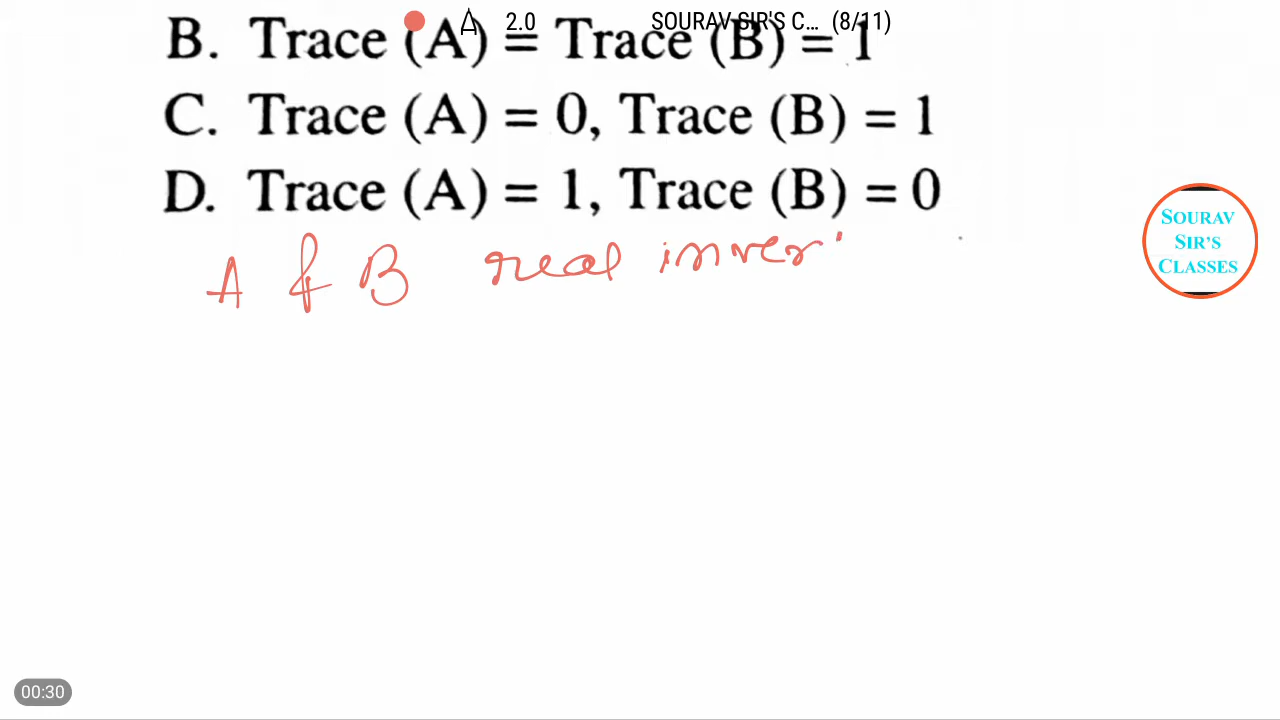 2.0 SOURAV SIR'S C... (8/11)
B. Trace (A) = Trace (B) = 1
C. Trace (A) = 0, Trace (B) = 1
D. Trace (A) = 1, Trace (B) = 0
A & B real inver
SOURAV
SIR'S
CLASSES
00:30